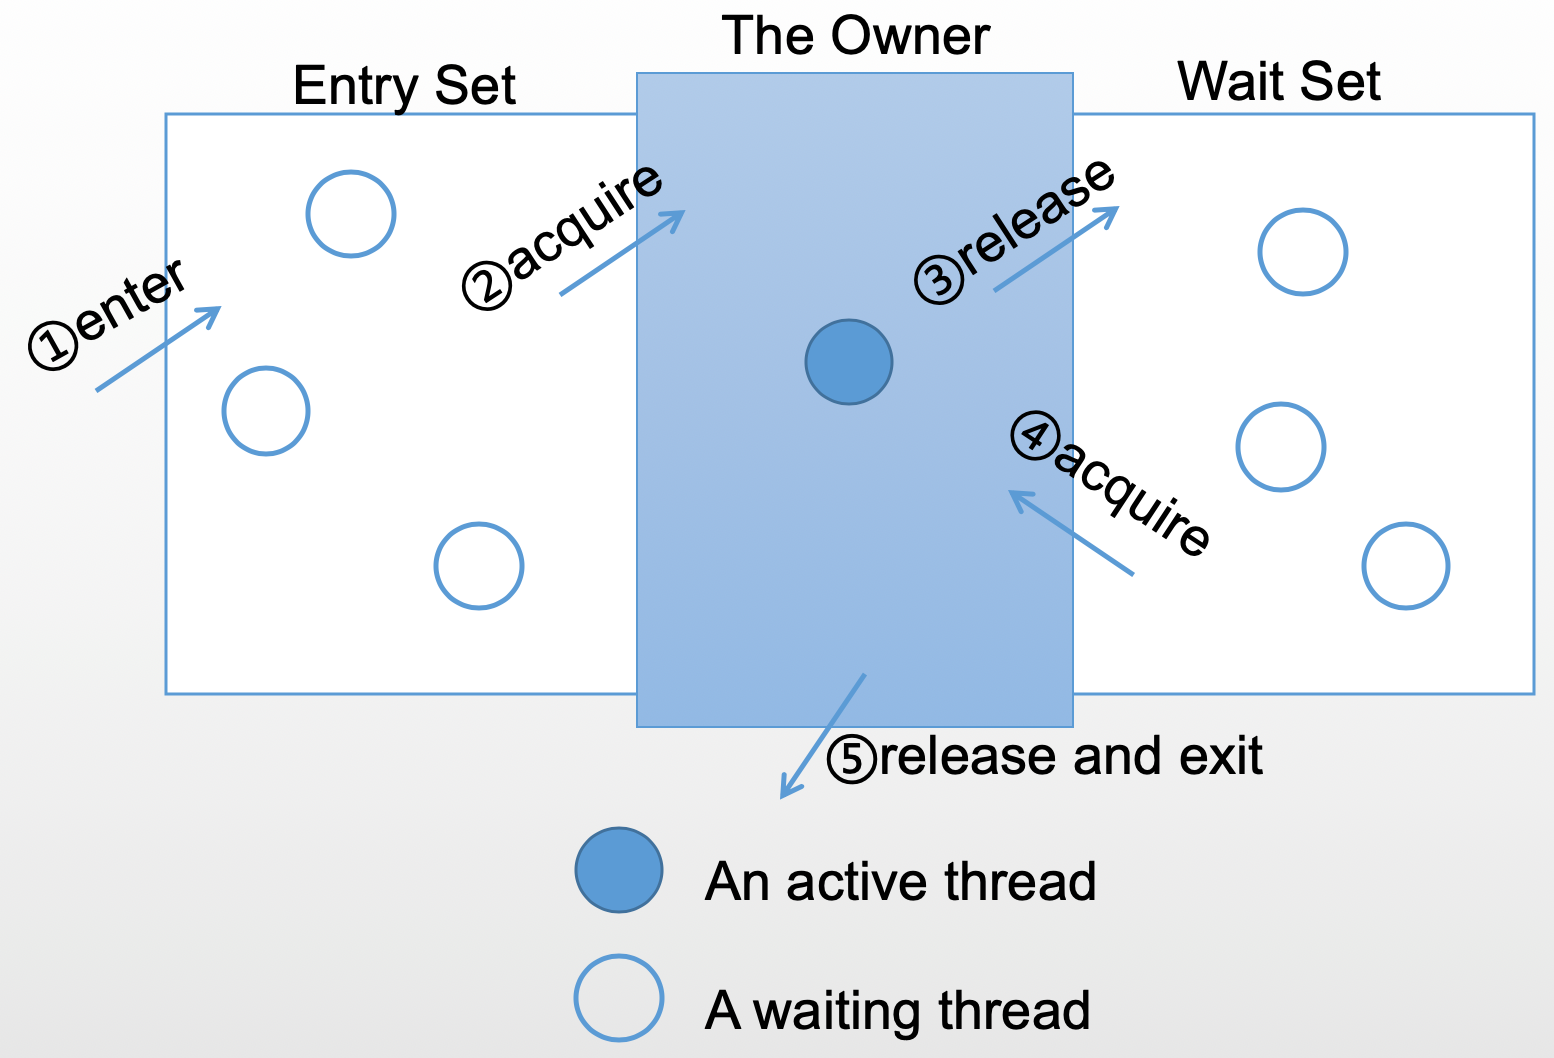 The Owner
Entry Set
Wait Set
①enter
②acquire
③release
④acquire
⑤release and exit
An active thread
A waiting thread